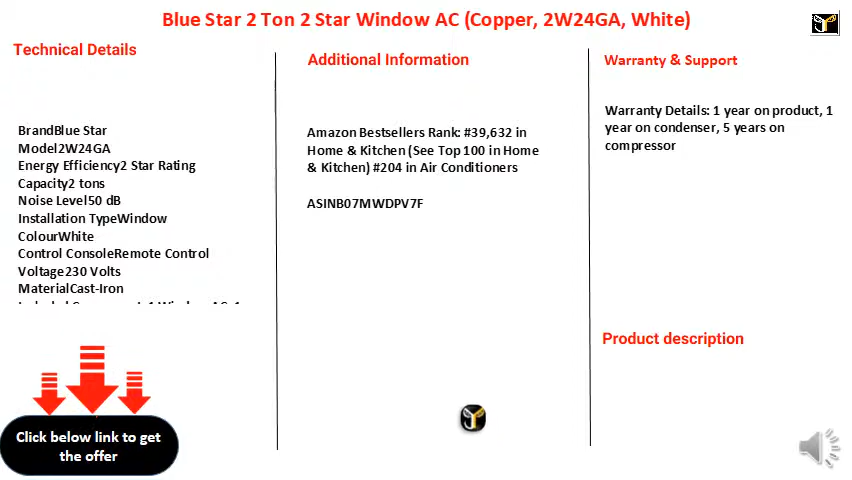 Blue Star 2 Ton 2 Star Window AC (Copper, 2W24GA, White)
Technical Details
BrandBlue Star
Model2W24GA
Energy Efficiency2 Star Rating
Capacity2 tons
Noise Level50 dB
Installation TypeWindow
ColourWhite
Control ConsoleRemote Control
Voltage230 Volts
MaterialCast-Iron
Click below link to get
the offer
Additional Information
Amazon Bestsellers Rank: #39,632 in
Home & Kitchen (See Top 100 in Home
& Kitchen) #204 in Air Conditioners
ASINB07MWDPV7F
Warranty & Support
Warranty Details: 1 year on product, 1
year on condenser, 5 years on
compressor
Product description